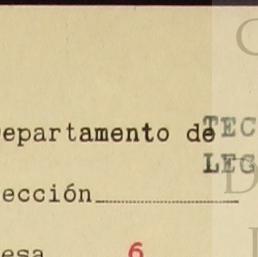 epartamento de TEC
LEG
ección
esa 6